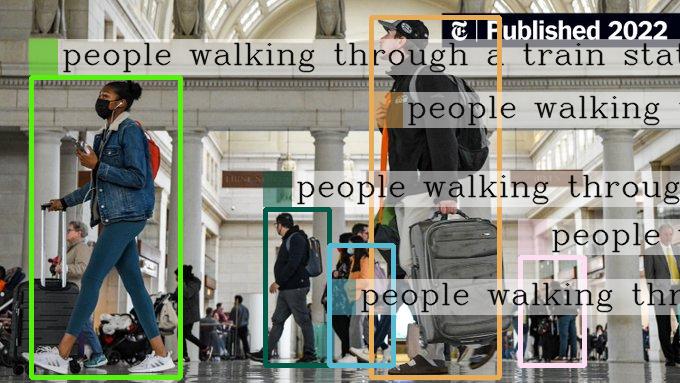 Published 2022
people walking through a train stat
people walking
people walking throug
people
people walking thr